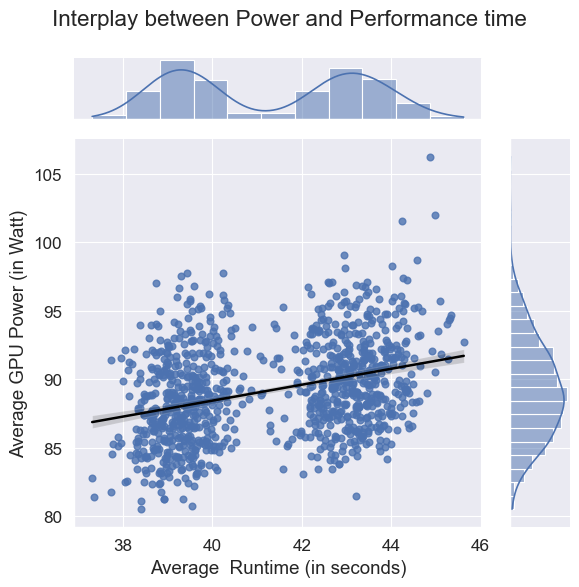 Interplay between Power and Performance time
105
100
95
90
85
80
Average GPU Power (in Watt)
38 40 42 44 46
Average  Runtime (in seconds)